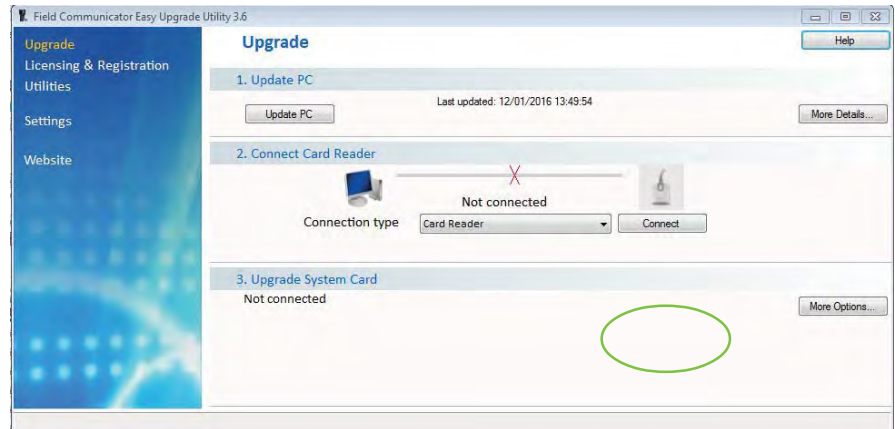 Field Communicator Easy Upgrade Utility 3.6
Upgrade
Licensing & Registration
Utilities
Settings
Website
Upgrade
Help
1. Update PC
Update PC
Last updated: 12/01/2016 13:49:54
More Details...
2. Connect Card Reader
Not connected
Connection type
Card Reader
Connect
3. Upgrade System Card
Not connected
More Options...